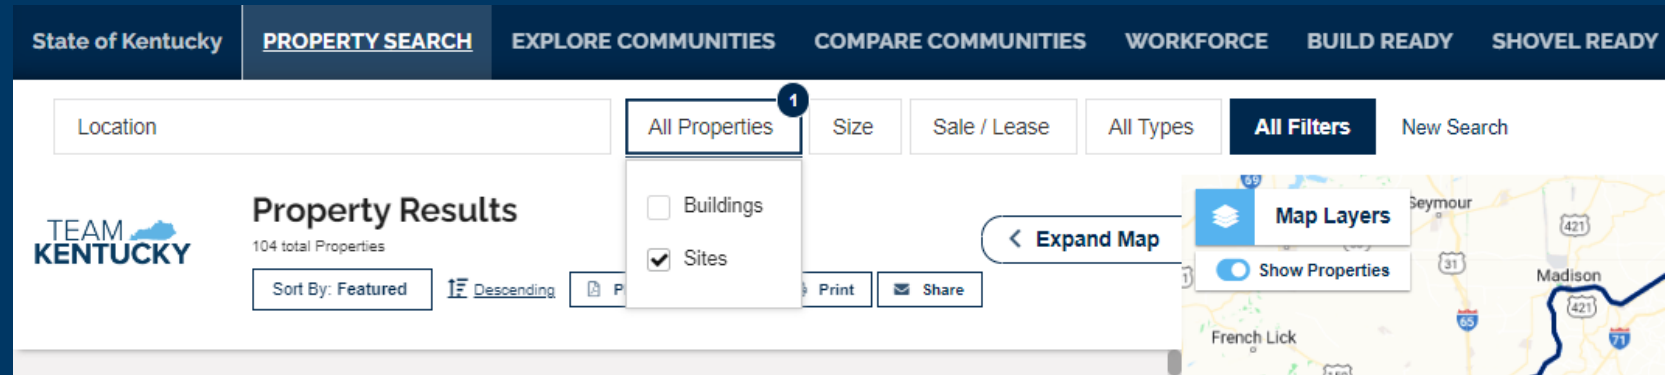 State of Kentucky PROPERTY SEARCH EXPLORE COMMUNITIES COMPARE COMMUNITIES WORKFORCE BUILD READY SHOVEL READY
1
Location All Properties Size Sale / Lease All Types All Filters New Search
Buildings
Sites
TEAM
KENTUCKY
Property Results
104 total Properties
Sort By: Featured Descending Print Share
Expand Map
Map Layers
Show Properties
69
Seymour
421
31
Madison
421
65
71
French Lick